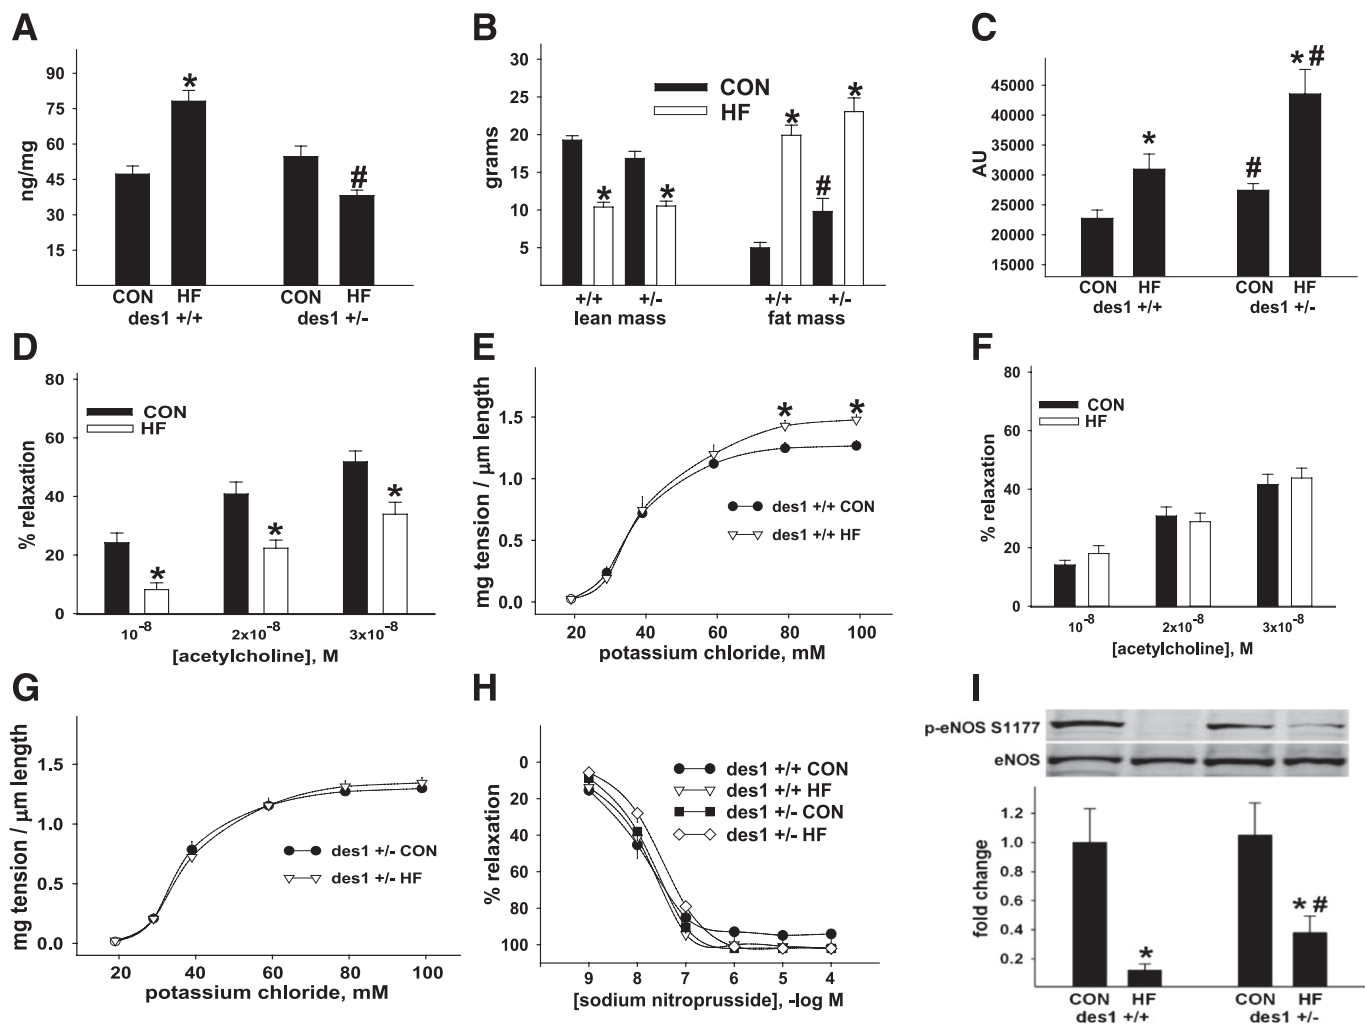 A
ng/mg
90
75
60
45
30
15
*
#
CON HF CON HF
des1 +/+ des1 +/-
B
grams
30
25
20
15
10
5
CON
HF
* * * # *
+/+ +/- +/+ +/-
lean mass fat mass
C
AU
45000
40000
35000
30000
25000
20000
15000
*
#
* #
CON HF CON HF
des1 +/+ des1 +/-
D
% relaxation
80
60
40
20
0
CON
HF
* * *
10-8 2x10-8 3x10-8
[acetylcholine], M
E
mg tension / µm length
1.5
1.0
0.5
0.0
* *
des1 +/+ CON
des1 +/+ HF
20 40 60 80 100
potassium chloride, mM
F
% relaxation
80
60
40
20
0
CON
HF
10-8 2x10-8 3x10-8
[acetylcholine], M
G
mg tension / µm length
1.5
1.0
0.5
0.0
des1 +/- CON
des1 +/- HF
20 40 60 80 100
potassium chloride, mM
H
% relaxation
0
20
40
60
80
100
des1 +/+ CON
des1 +/+ HF
des1 +/- CON
des1 +/- HF
9 8 7 6 5 4
[sodium nitroprusside], -log M
I
p-eNOS S1177
eNOS
fold change
1.2
1.0
0.8
0.6
0.4
0.2
*
* #
CON HF CON HF
des1 +/+ des1 +/-